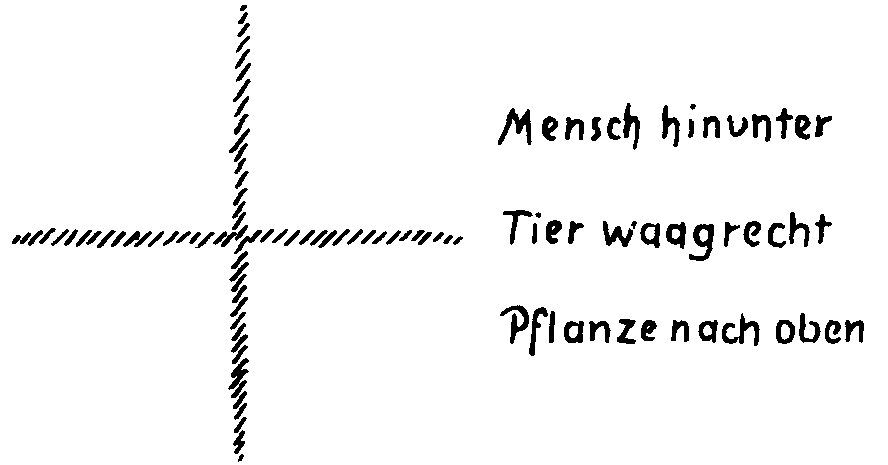 Mensch hinunter
Tier waagrecht
Pflanze nach oben